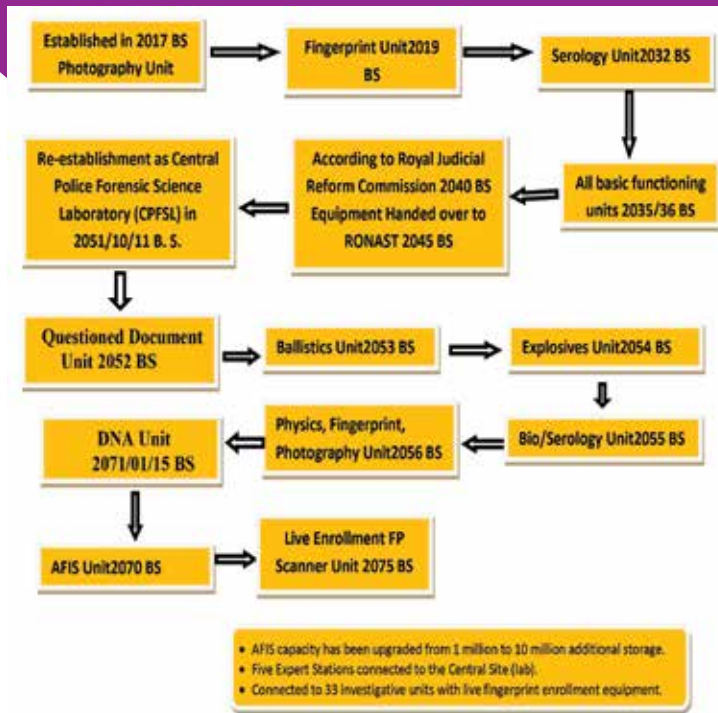 Established in 2017 BS
Photography Unit
Fingerprint Unit2019
BS
Serology Unit2032 BS
All basic functioning
units 2035/36 BS
According to Royal Judicial
Reform Commission 2040 BS
Equipment Handed over to
RONAST 2045 BS
Re-establishment as Central
Police Forensic Science
Laboratory (CPFSL) in
2051/10/11 B. S.
Questioned Document
Unit 2052 BS
Ballistics Unit2053 BS
Explosives Unit2054 BS
Bio/Serology Unit2055 BS
Physics, Fingerprint,
Photography Unit2056 BS
DNA Unit
2071/01/15 BS
AFIS Unit2070 BS
Live Enrollment FP
Scanner Unit 2075 BS
• AFIS capacity has been upgraded from 1 million to 10 million additional storage.
• Five Expert Stations connected to the Central Site (lab).
• Connected to 33 investigative units with live fingerprint enrollment equipment.